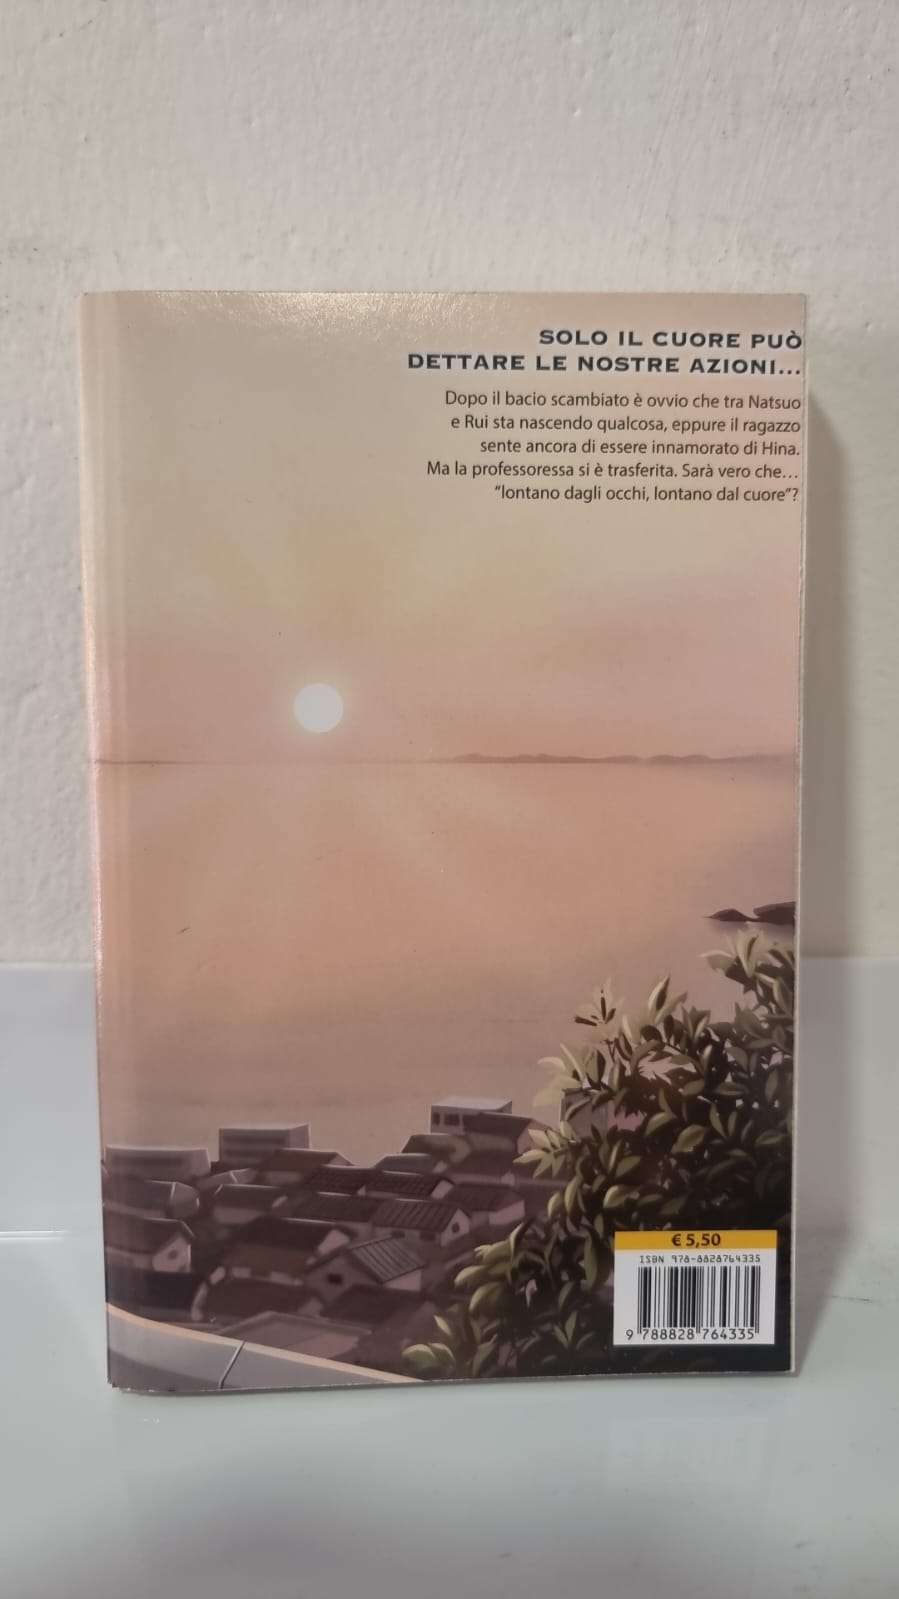 SOLO IL CUORE PUÒ
DETTARE LE NOSTRE AZIONI...
Dopo il bacio scambiato è ovvio che tra Natsuo
e Rui sta nascendo qualcosa, eppure il ragazzo
sente ancora di essere innamorato di Hina.
Ma la professoressa si è trasferita. Sarà vero che...
“lontano dagli occhi, lontano dal cuore”?
€ 5,50
ISBN 978-8828764335
9 788828 764335